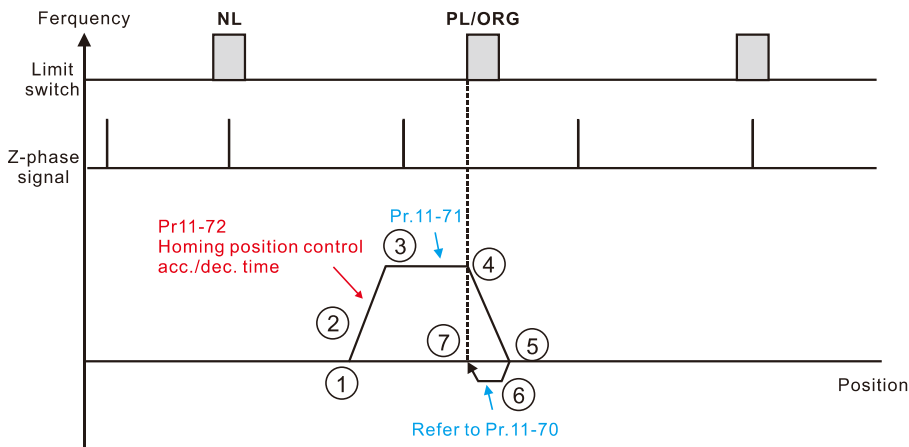 Ferquency
NL
PL/ORG
Limit
switch
Z-phase
signal
Pr11-72
Homing position control
acc./dec. time
Pr.11-71
3
4
2
7
5
1
6
Position
Refer to Pr.11-70